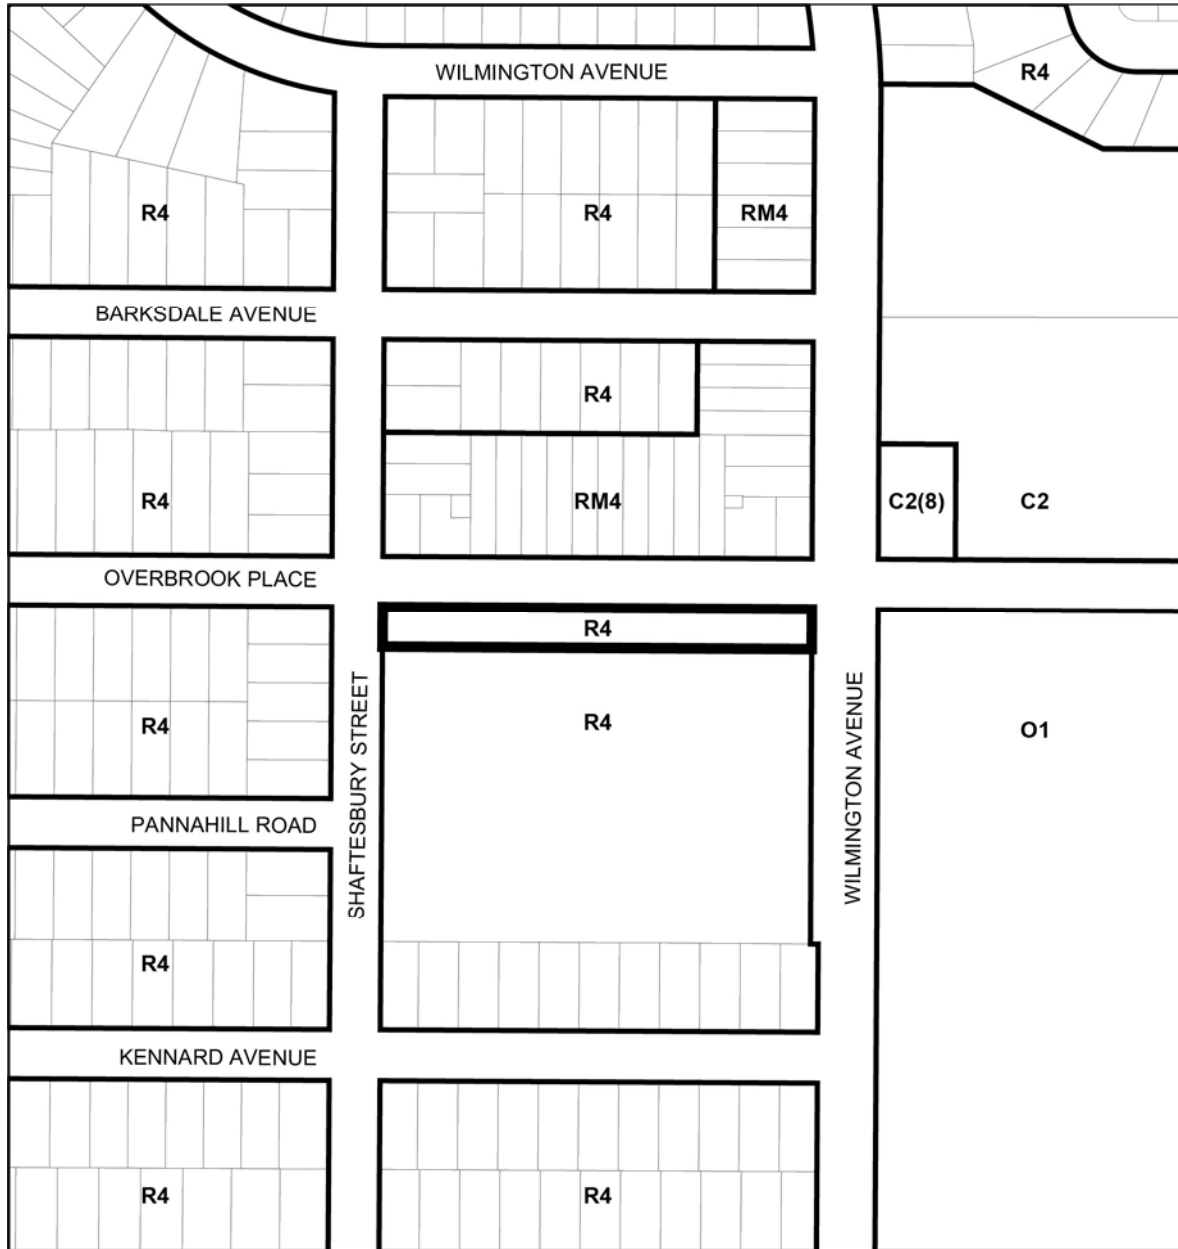 WILMINGTON AVENUE
R4
R4
R4
RM4
BARKSDALE AVENUE
R4
R4
RM4
C2(8)
C2
OVERBROOK PLACE
R4
R4
R4
O1
SHAFTESBURY STREET
WILMINGTON AVENUE
PANNAHILL ROAD
R4
KENNARD AVENUE
R4
R4